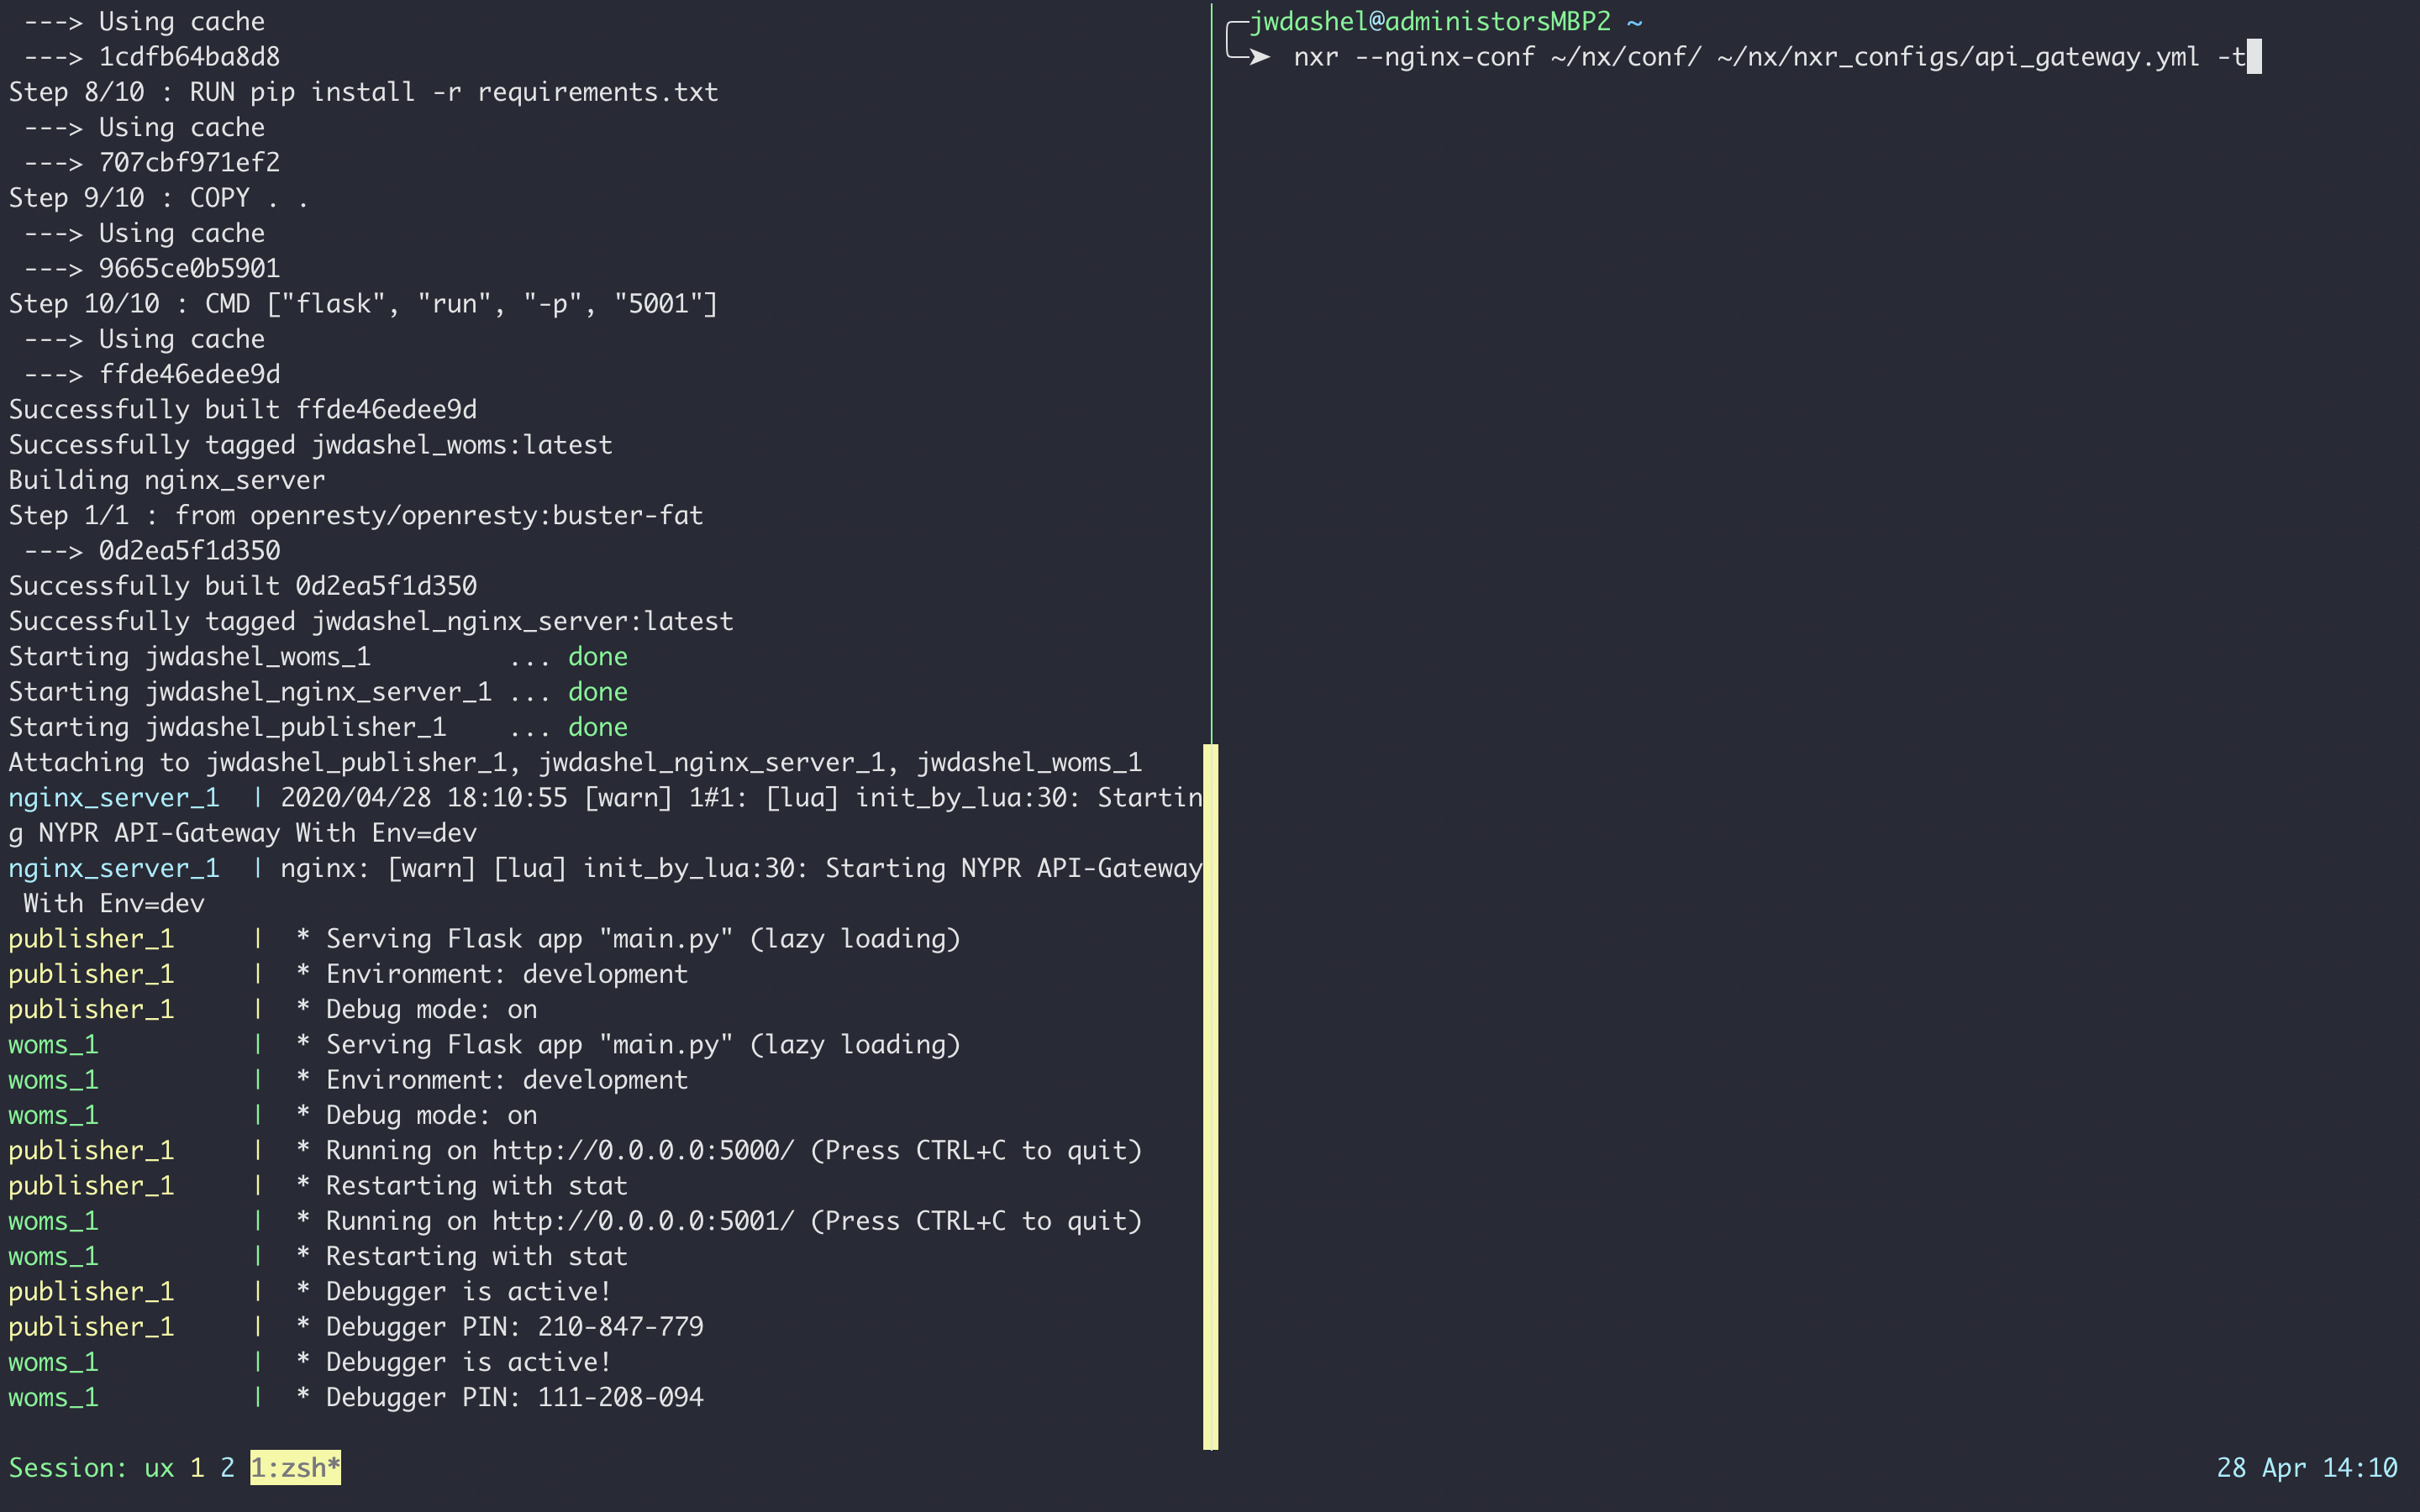 ---> Using cache
---> 1cdfb64ba8d8
Step 8/10 : RUN pip install -r requirements.txt
---> Using cache
---> 707cbf971ef2
Step 9/10 : COPY . .
---> Using cache
---> 9665ce0b5901
Step 10/10 : CMD ["flask", "run", "-p", "5001"]
---> Using cache
---> ffde46edee9d
Successfully built ffde46edee9d
Successfully tagged jwdashel_woms:latest
Building nginx_server
Step 1/1 : from openresty/openresty:buster-fat
---> 0d2ea5f1d350
Successfully built 0d2ea5f1d350
Successfully tagged jwdashel_nginx_server:latest
Starting jwdashel_woms_1         ... done
Starting jwdashel_nginx_server_1 ... done
Starting jwdashel_publisher_1    ... done
Attaching to jwdashel_publisher_1, jwdashel_nginx_server_1, jwdashel_woms_1
nginx_server_1  | 2020/04/28 18:10:55 [warn] 1#1: [lua] init_by_lua:30: Startin
g NYPR API-Gateway With Env=dev
nginx_server_1  | nginx: [warn] [lua] init_by_lua:30: Starting NYPR API-Gateway
With Env=dev
publisher_1     |  * Serving Flask app "main.py" (lazy loading)
publisher_1     |  * Environment: development
publisher_1     |  * Debug mode: on
woms_1          |  * Serving Flask app "main.py" (lazy loading)
woms_1          |  * Environment: development
woms_1          |  * Debug mode: on
publisher_1     |  * Running on http://0.0.0.0:5000/ (Press CTRL+C to quit)
publisher_1     |  * Restarting with stat
woms_1          |  * Running on http://0.0.0.0:5001/ (Press CTRL+C to quit)
woms_1          |  * Restarting with stat
publisher_1     |  * Debugger is active!
publisher_1     |  * Debugger PIN: 210-847-779
woms_1          |  * Debugger is active!
woms_1          |  * Debugger PIN: 111-208-094
jwdashel@administorsMBP2 ~
➤ nxr --nginx-conf ~/nx/conf/ ~/nx/nxr_configs/api_gateway.yml -t
Session: ux 1 2 1:zsh*
28 Apr 14:10